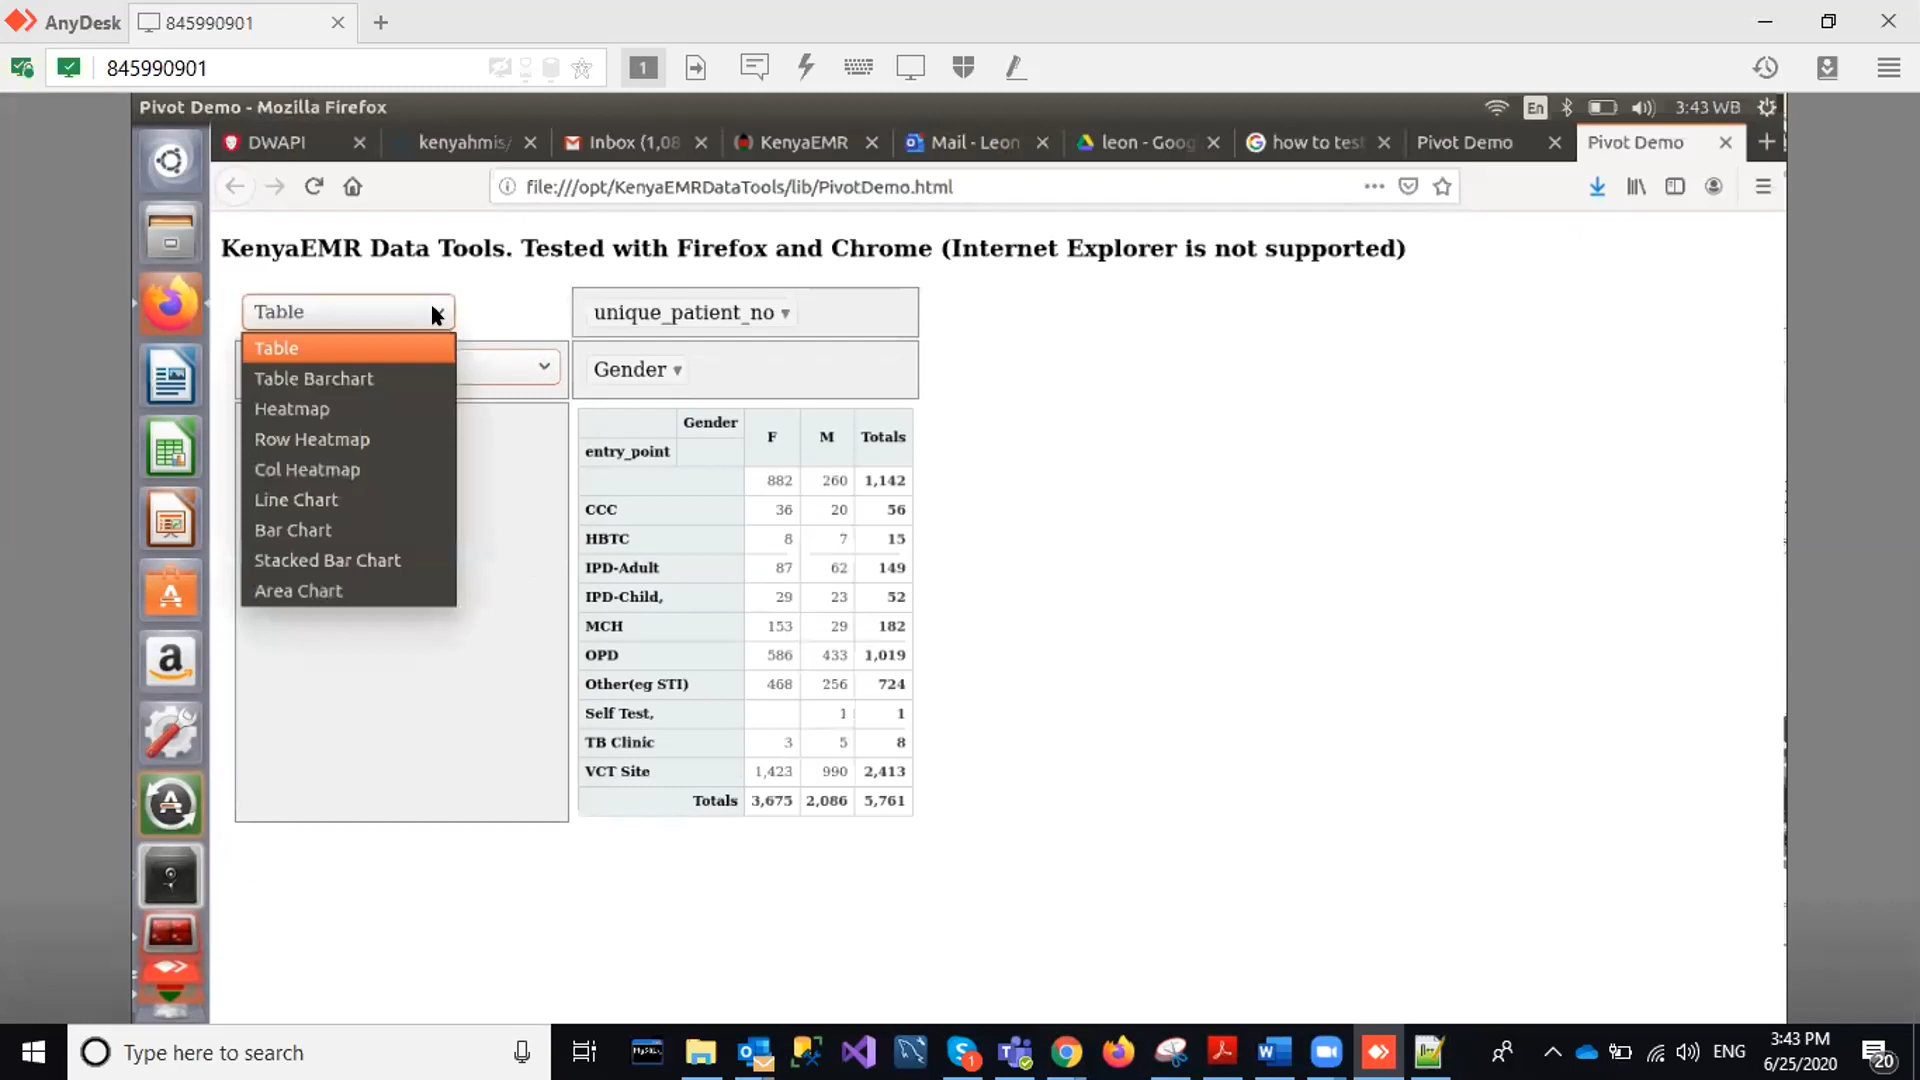 AnyDesk 845990901
845990901 1
Pivot Demo - Mozilla Firefox En 3:43 WB
DWAPI kenyahmis/ Inbox (1,08 KenyaEMR Mail - Leon leon - Goog how to test Pivot Demo Pivot Demo
file:///opt/KenyaEMRDataTools/lib/PivotDemo.html
KenyaEMR Data Tools. Tested with Firefox and Chrome (Internet Explorer is not supported)
Table
Table
Table Barchart
Heatmap
Row Heatmap
Col Heatmap
Line Chart
Bar Chart
Stacked Bar Chart
Area Chart
unique_patient_no ▾
Gender ▾
Gender F M Totals
entry_point
882 260 1,142
CCC 36 20 56
HBTC 8 7 15
IPD-Adult 87 62 149
IPD-Child, 29 23 52
MCH 153 29 182
OPD 586 433 1,019
Other(eg STI) 468 256 724
Self Test, 1 1
TB Clinic 3 5 8
VCT Site 1,423 990 2,413
Totals 3,675 2,086 5,761
Type here to search
MySQL
1
ENG
3:43 PM
6/25/2020
20